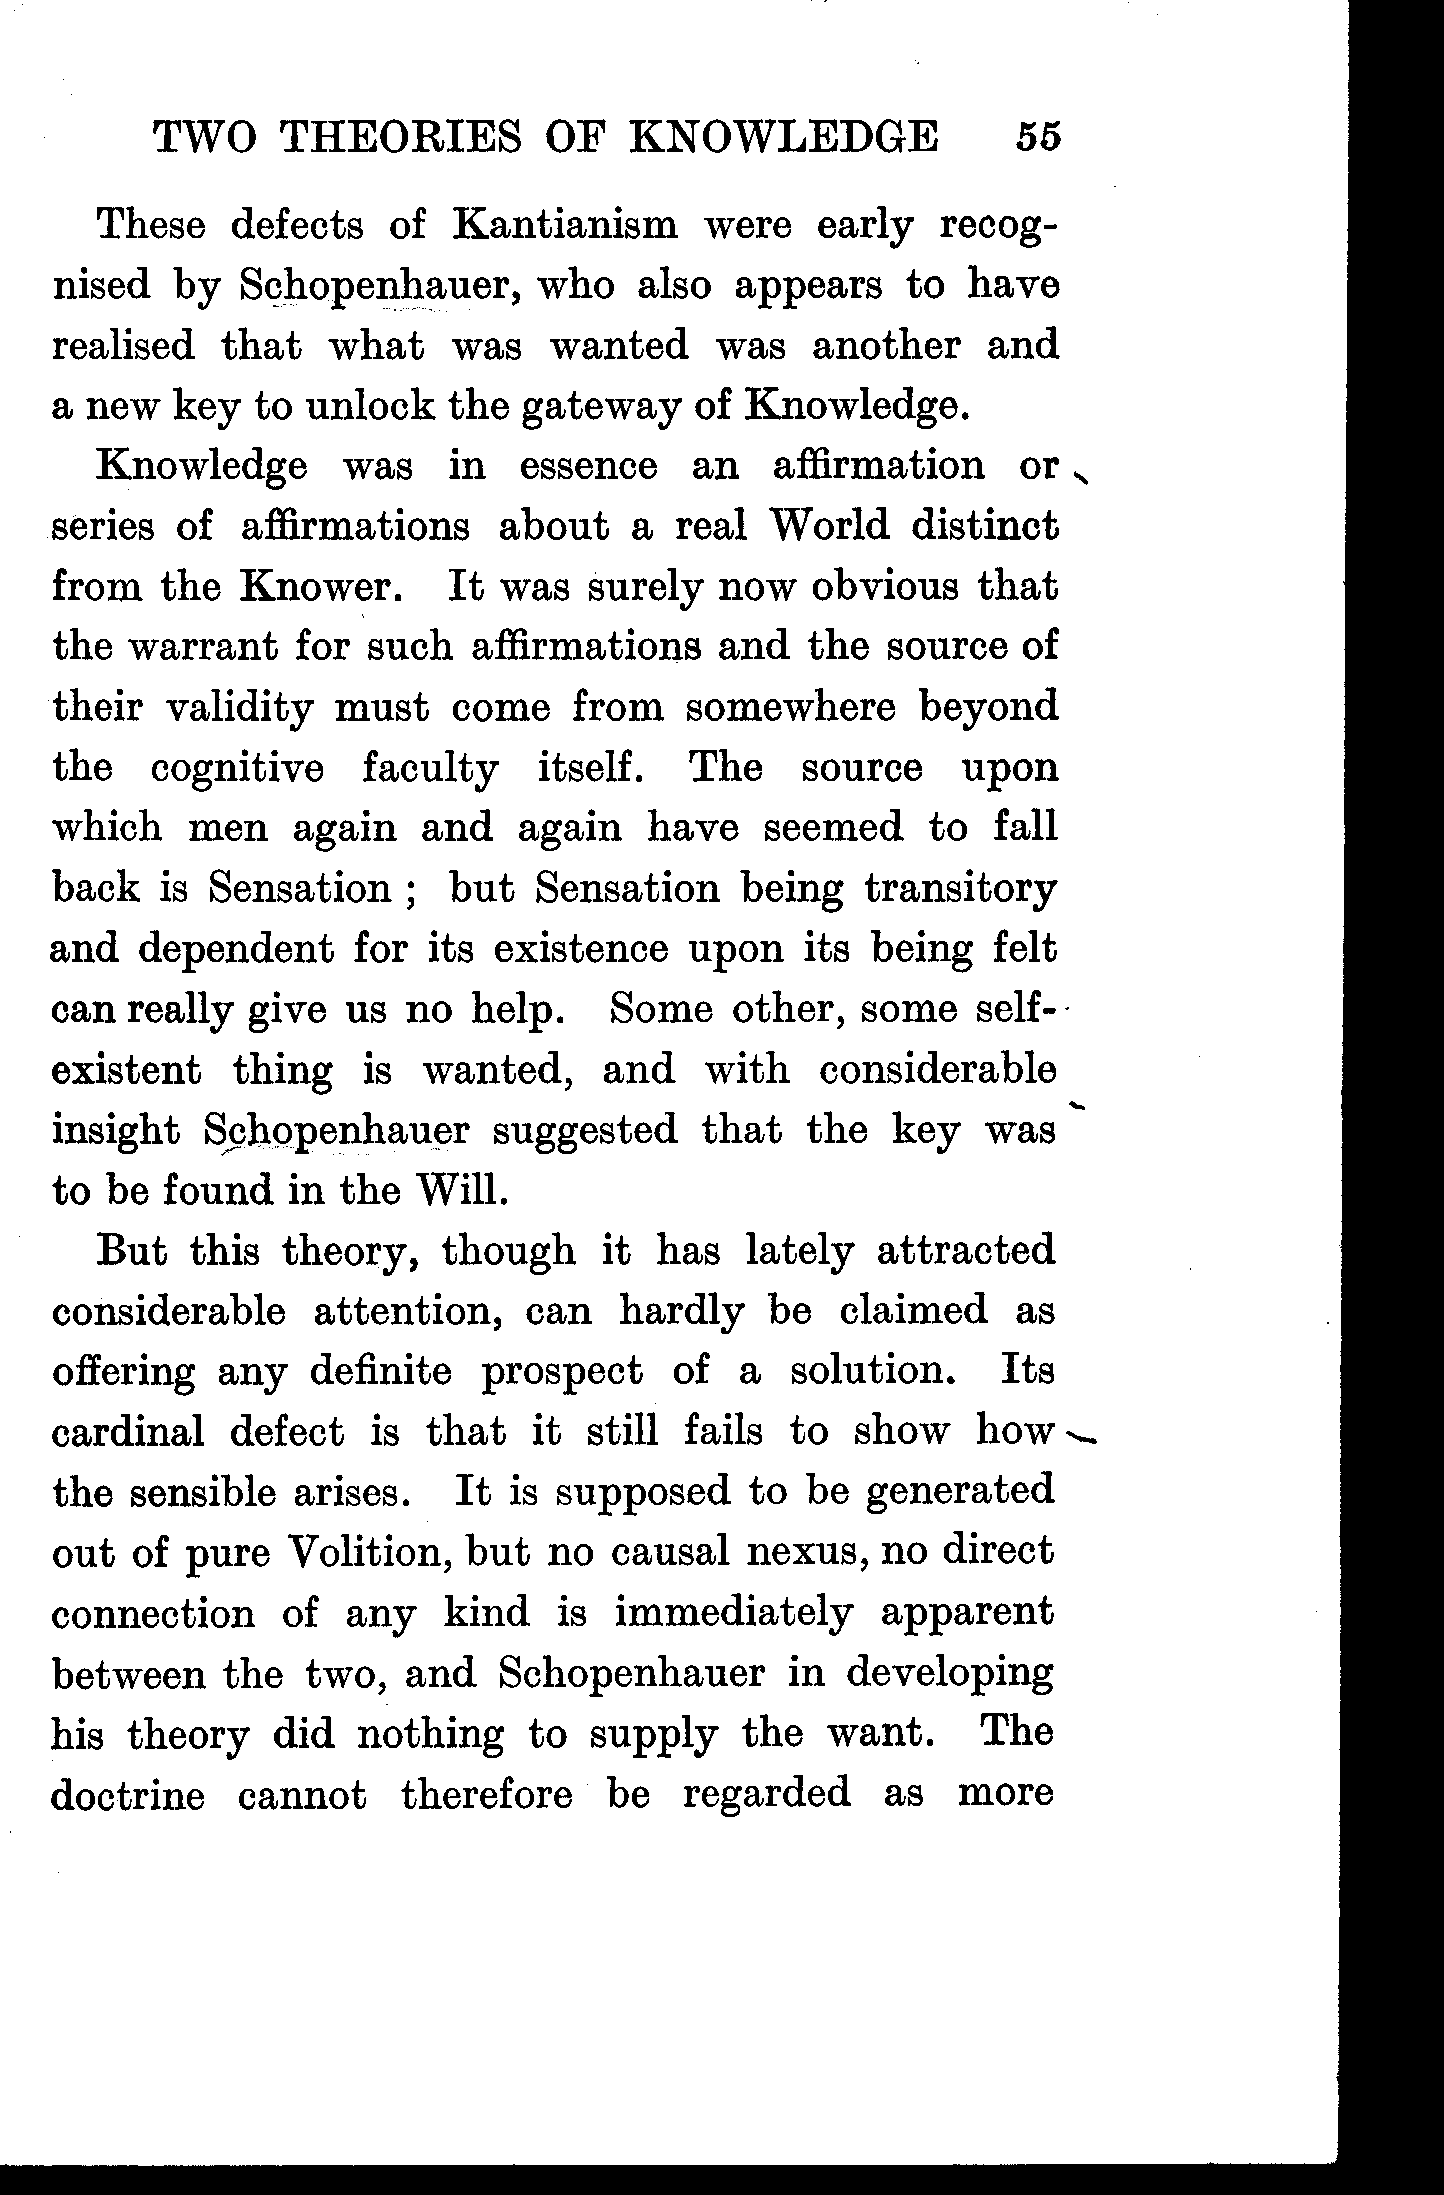 TWO THEORIES OF KNOWLEDGE 55
These defects of Kantianism were early recog-
nised by Schopenhauer, who also appears to have
realised that what was wanted was another and
a new key to unlock the gateway of Knowledge.
Knowledge was in essence an affirmation or
series of affirmations about a real World distinct
from the Knower. It was surely now obvious that
the warrant for such affirmations and the source of
their validity must come from somewhere beyond
the cognitive faculty itself. The source upon
which men again and again have seemed to fall
back is Sensation ; but Sensation being transitory
and dependent for its existence upon its being felt
can really give us no help. Some other, some self-
existent thing is wanted, and with considerable
insight Schopenhauer suggested that the key was
to be found in the Will.
But this theory, though it has lately attracted
considerable attention, can hardly be claimed as
offering any definite prospect of a solution. Its
cardinal defect is that it still fails to show how
the sensible arises. It is supposed to be generated
out of pure Volition, but no causal nexus, no direct
connection of any kind is immediately apparent
between the two, and Schopenhauer in developing
his theory did nothing to supply the want. The
doctrine cannot therefore be regarded as more